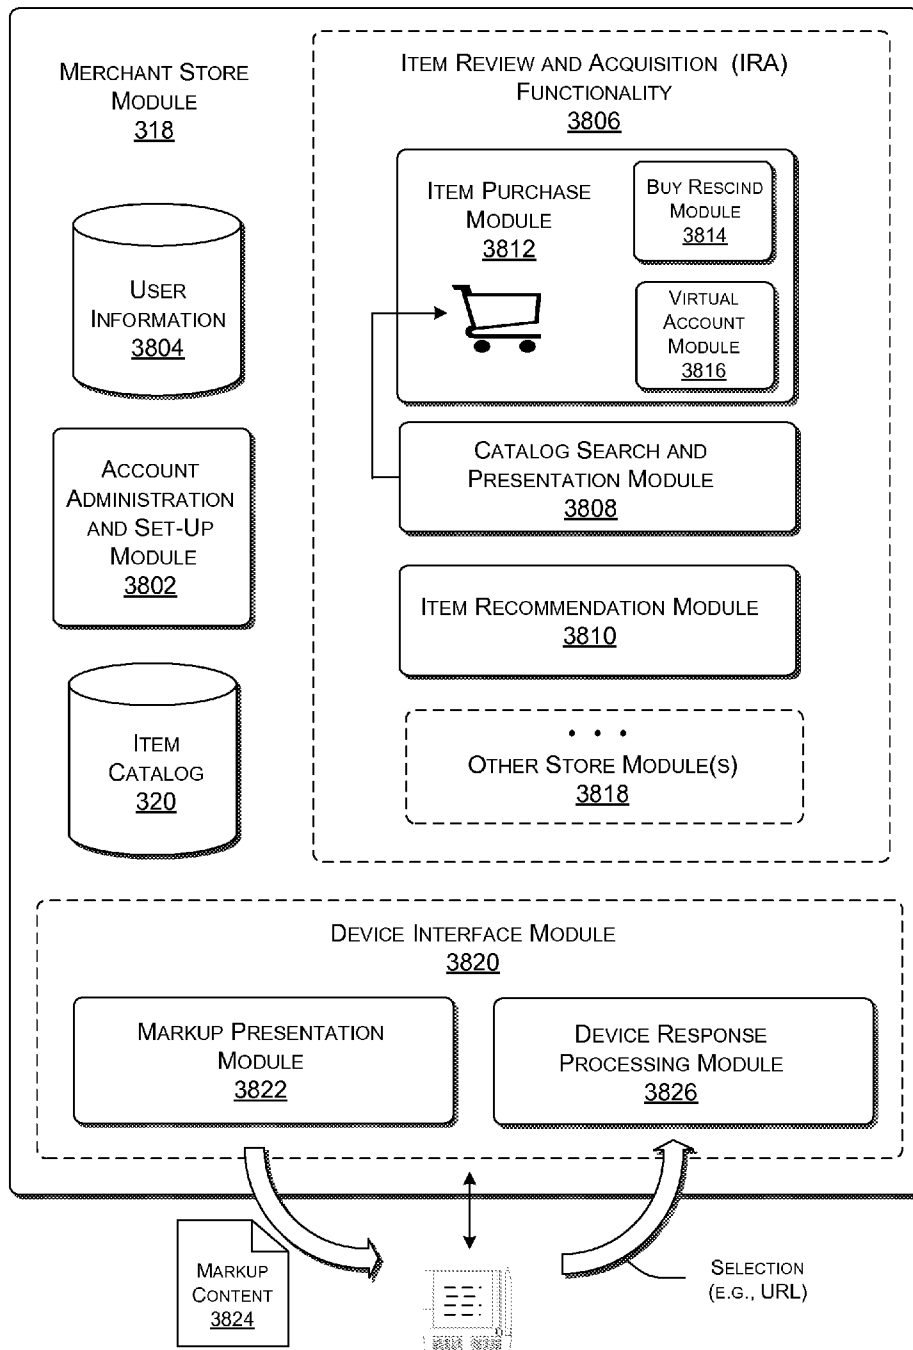 MERCHANT STORE
MODULE
318
USER
INFORMATION
3804
ACCOUNT
ADMINISTRATION
AND SET-UP
MODULE
3802
ITEM
CATALOG
320
ITEM REVIEW AND ACQUISITION (IRA)
FUNCTIONALITY
3806
ITEM PURCHASE
MODULE
3812
BUY RESCIND
MODULE
3814
VIRTUAL
ACCOUNT
MODULE
3816
CATALOG SEARCH AND
PRESENTATION MODULE
3808
ITEM RECOMMENDATION MODULE
3810
• • •
OTHER STORE MODULE(S)
3818
DEVICE INTERFACE MODULE
3820
MARKUP PRESENTATION
MODULE
3822
DEVICE RESPONSE
PROCESSING MODULE
3826
MARKUP
CONTENT
3824
SELECTION
(E.G., URL)